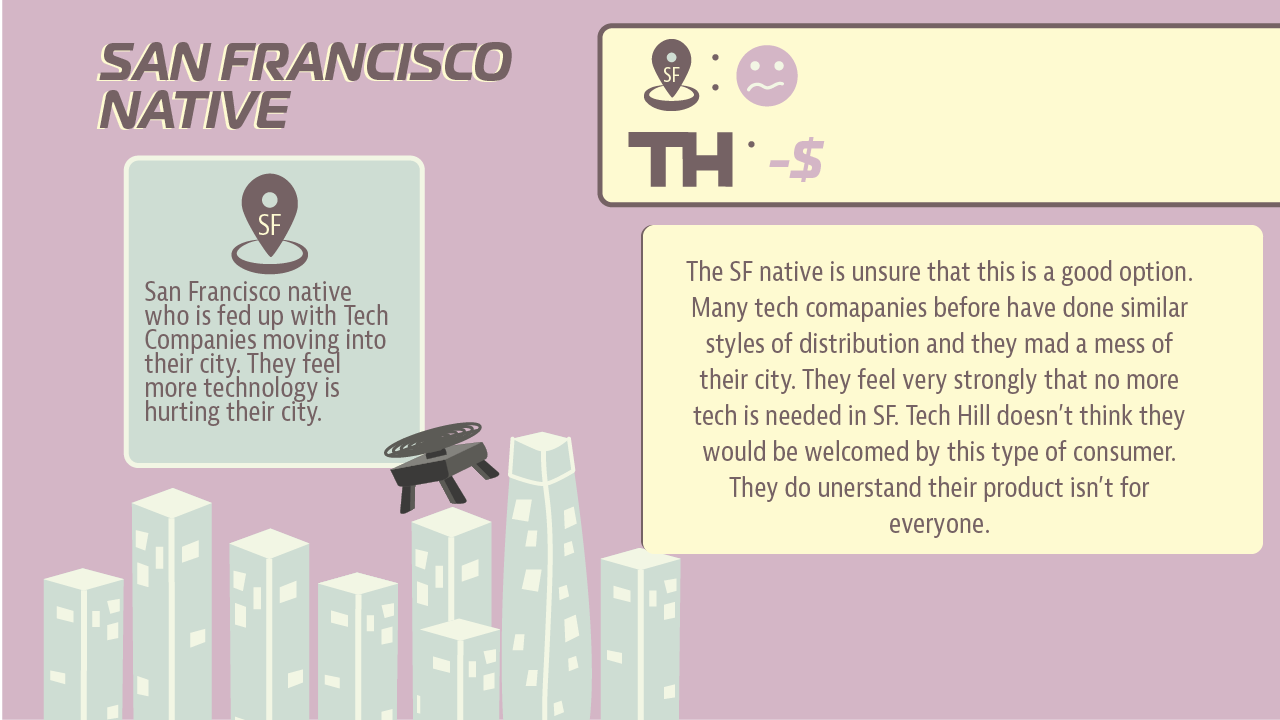 SAN FRANCISCO
NATIVE
SF
San Francisco native
who is fed up with Tech
Companies moving into
their city. They feel
more technology is
hurting their city.
SF :
TH · -$
The SF native is unsure that this is a good option.
Many tech comapanies before have done similar
styles of distribution and they mad a mess of
their city. They feel very strongly that no more
tech is needed in SF. Tech Hill doesn't think they
would be welcomed by this type of consumer.
They do unerstand their product isn't for
everyone.